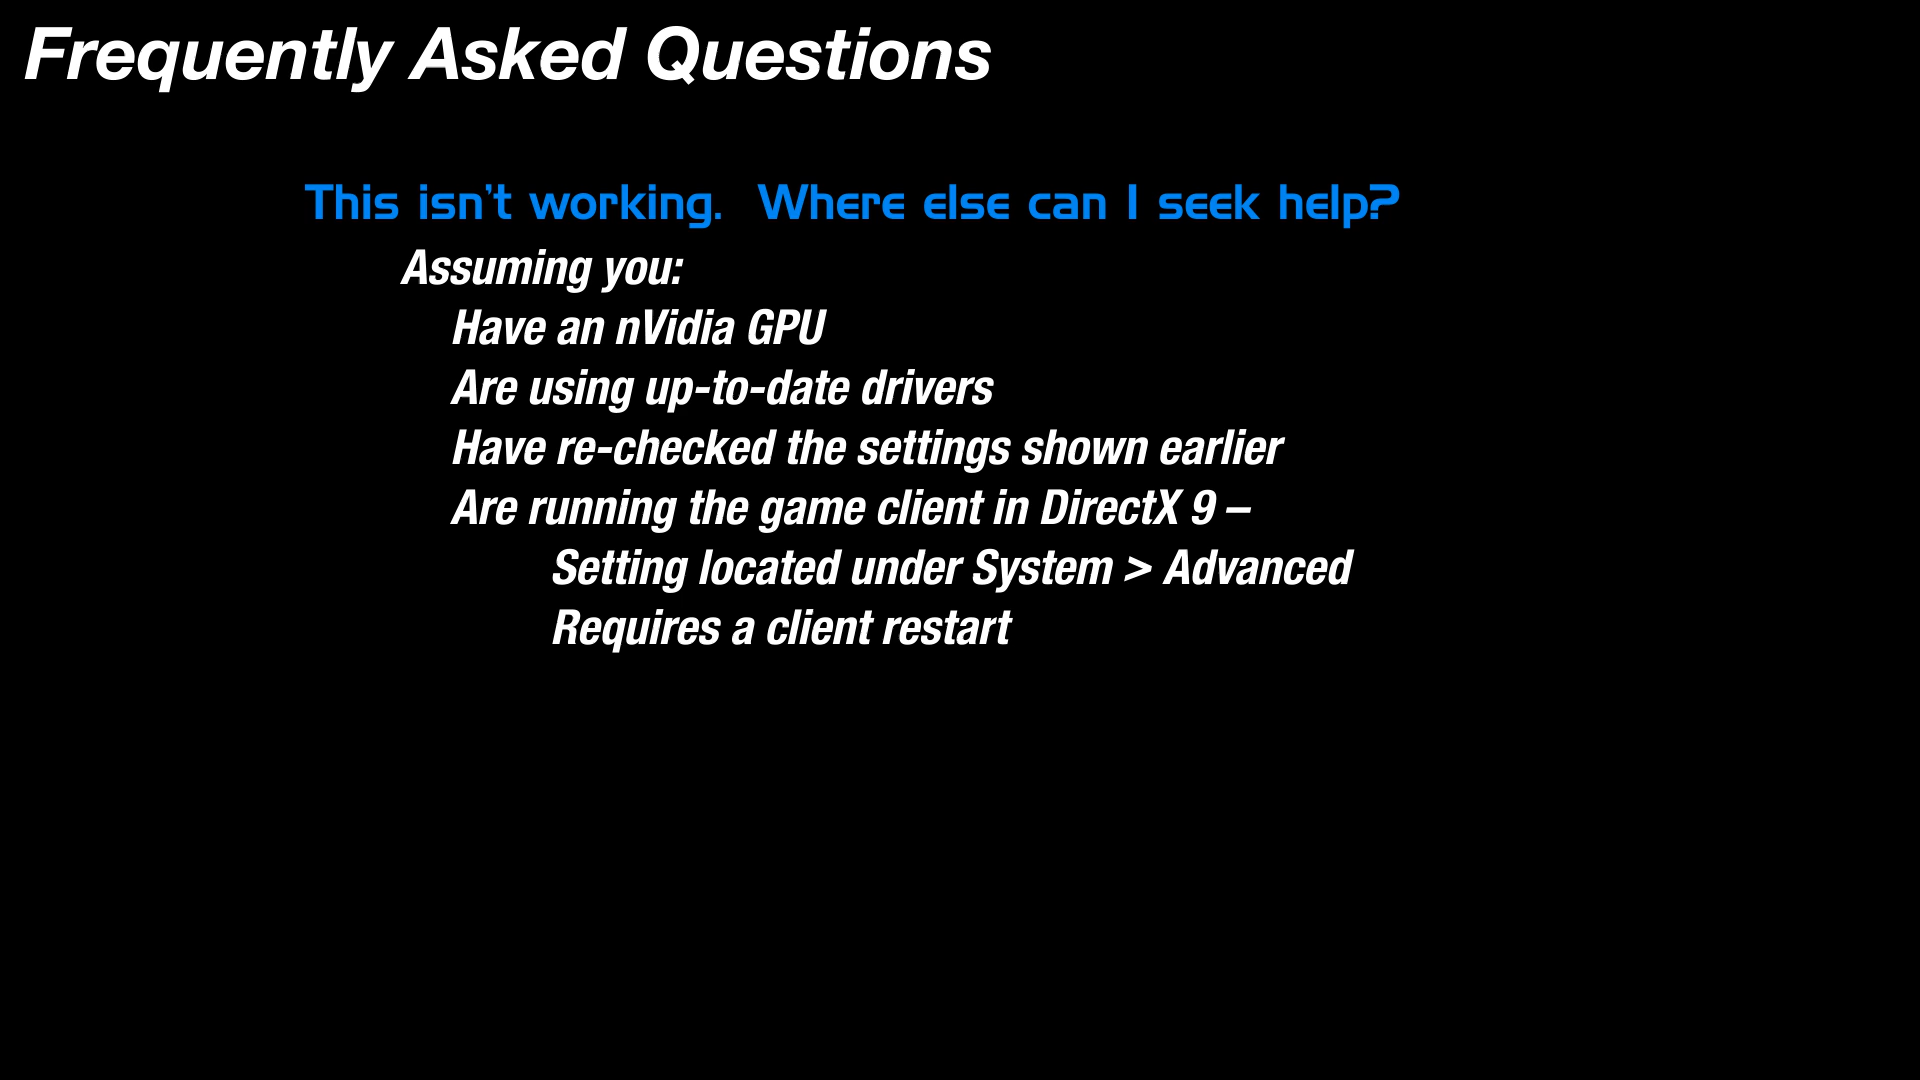 Frequently Asked Questions
This isn't working.  Where else can I seek help?
Assuming you:
Have an nVidia GPU
Are using up-to-date drivers
Have re-checked the settings shown earlier
Are running the game client in DirectX 9 –
Setting located under System > Advanced
Requires a client restart